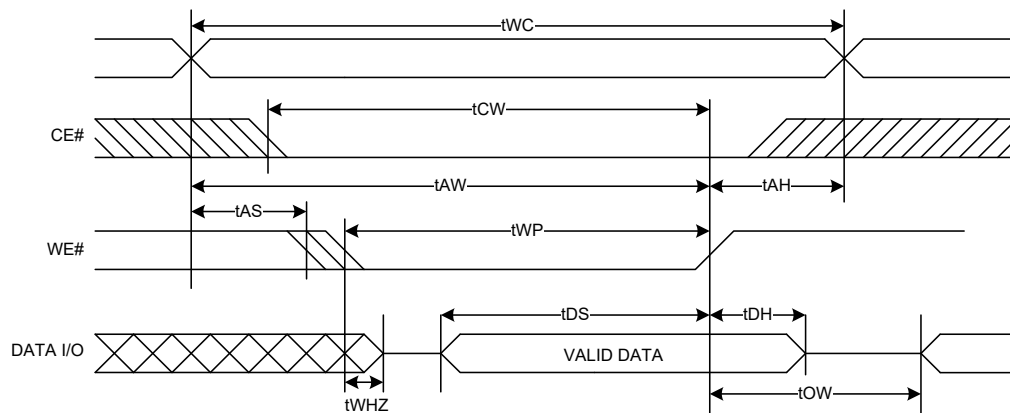 tWC
tCW
CE#
tAW
tAH
tAS
tWP
WE#
tDS
tDH
DATA I/O
VALID DATA
tWHZ
tOW